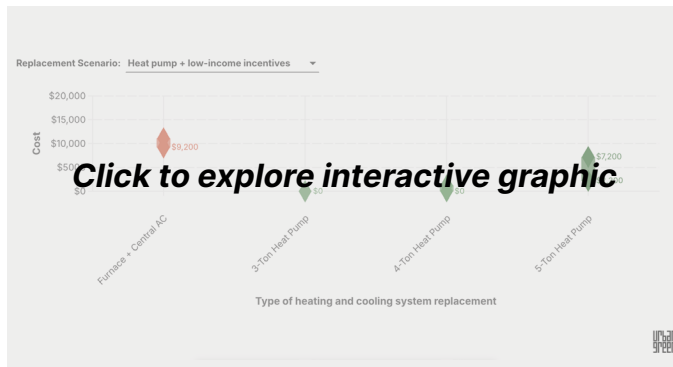 Replacement Scenario: Heat pump + low-income incentives
$20,000
$15,000
$10,000
$0
Cost
$9,200
$0
$0
$7,200
Click to explore interactive graphic
Furnace + Central AC
3-Ton Heat Pump
4-Ton Heat Pump
5-Ton Heat Pump
Type of heating and cooling system replacement
urban
green